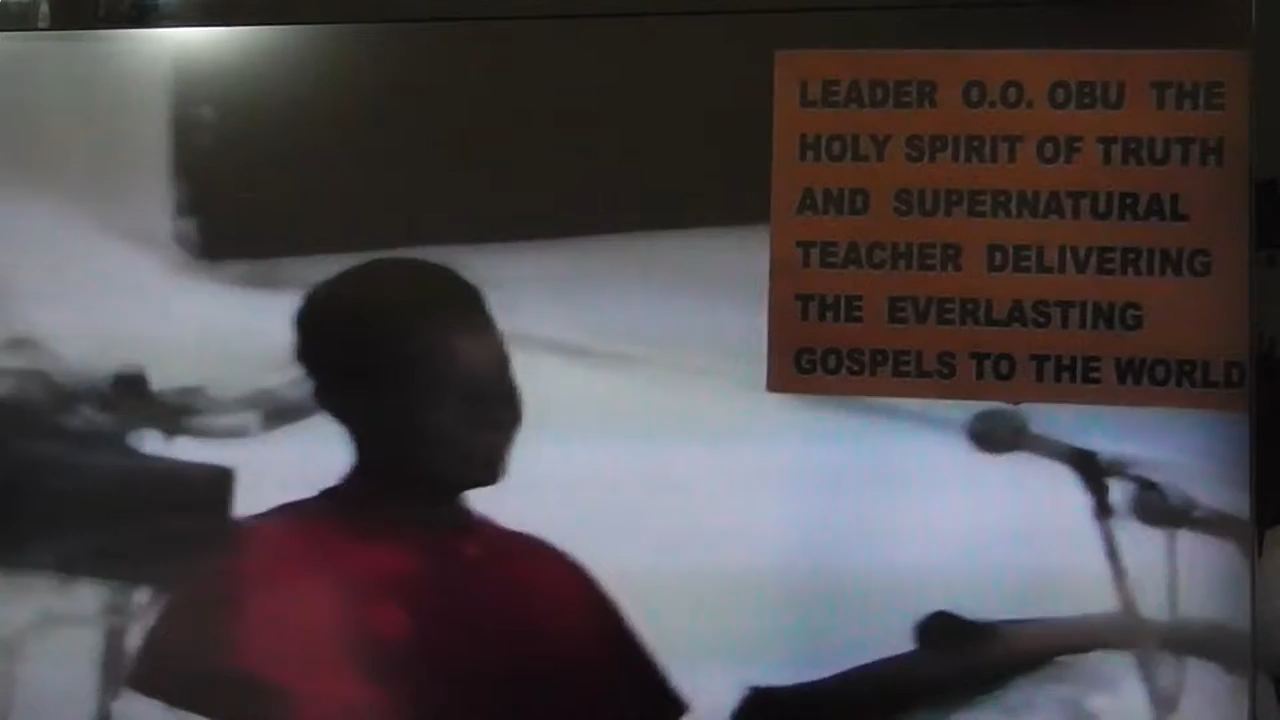 LEADER O.O. OBU THE
HOLY SPIRIT OF TRUTH
AND SUPERNATURAL
TEACHER DELIVERING
THE EVERLASTING
GOSPELS TO THE WORLD